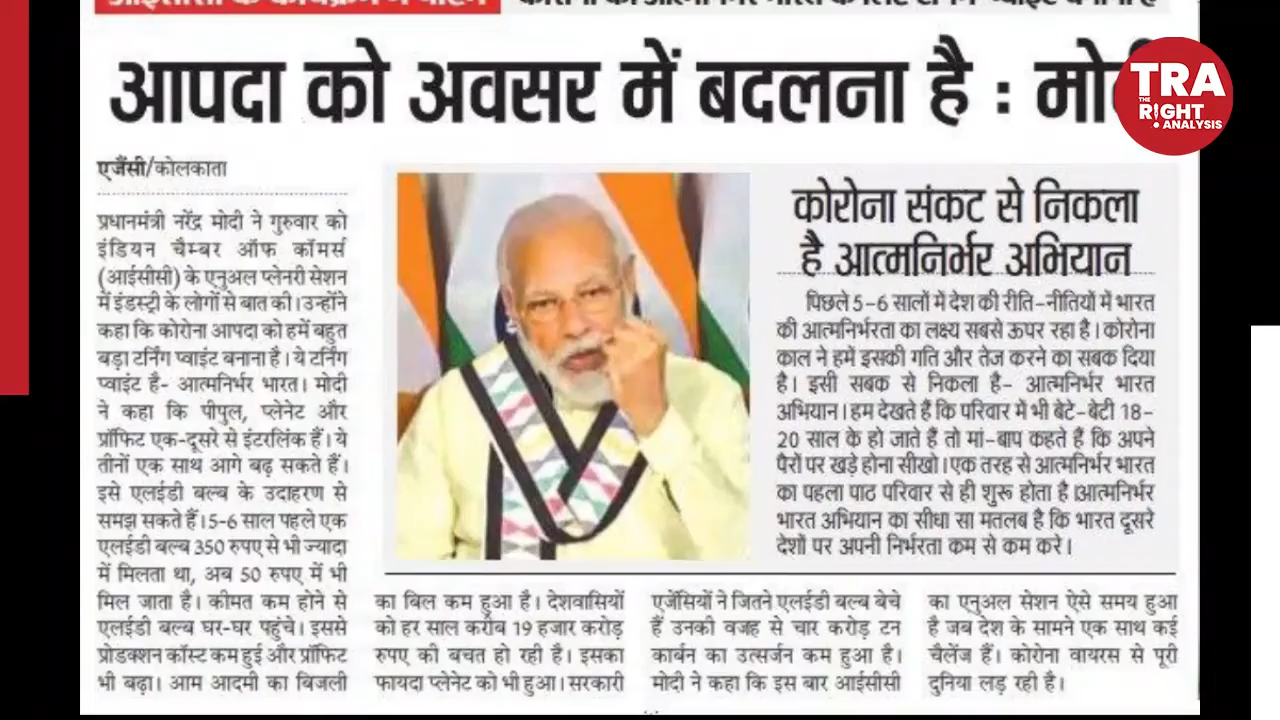 आपदा को अवसर में बदलना है : मोदी
TRA
THE
RIGHT
ANALYSIS
एजैंसी/कोलकाता
प्रधानमंत्री नरेंद्र मोदी ने गुरुवार को
इंडियन चैम्बर ऑफ कॉमर्स
(आईसीसी) के एनुअल प्लेनरी सेशन
में इंडस्ट्री के लोगों से बात की। उन्होंने
कहा कि कोरोना आपदा को हमें बहुत
बड़ा टर्निंग प्वाइंट बनाना है। ये टर्निंग
प्वाइंट है- आत्मनिर्भर भारत। मोदी
ने कहा कि पीपुल, प्लेनेट और
प्रॉफिट एक-दूसरे से इंटरलिंक हैं। ये
तीनों एक साथ आगे बढ़ सकते हैं।
इसे एलईडी बल्ब के उदाहरण से
समझ सकते हैं। 5-6 साल पहले एक
एलईडी बल्ब 350 रुपए से भी ज्यादा
में मिलता था, अब 50 रुपए में भी
मिल जाता है। कीमत कम होने से
एलईडी बल्ब घर-घर पहुंचे। इससे
प्रोडक्शन कॉस्ट कम हुई और प्रॉफिट
भी बढ़ा। आम आदमी का बिजली
कोरोना संकट से निकला
है आत्मनिर्भर अभियान
पिछले 5-6 सालों में देश की रीति-नीतियों में भारत
की आत्मनिर्भरता का लक्ष्य सबसे ऊपर रहा है। कोरोना
काल ने हमें इसकी गति और तेज करने का सबक दिया
है। इसी सबक से निकला है- आत्मनिर्भर भारत
अभियान। हम देखते हैं कि परिवार में भी बेटे-बेटी 18-
20 साल के हो जाते हैं तो मां-बाप कहते हैं कि अपने
पैरों पर खड़े होना सीखो। एक तरह से आत्मनिर्भर भारत
का पहला पाठ परिवार से ही शुरू होता है।आत्मनिर्भर
भारत अभियान का सीधा सा मतलब है कि भारत दूसरे
देशों पर अपनी निर्भरता कम से कम करे।
का बिल कम हुआ है। देशवासियों
को हर साल करीब 19 हजार करोड़
रुपए की बचत हो रही है। इसका
फायदा प्लेनेट को भी हुआ। सरकारी
एजेंसियों ने जितने एलईडी बल्ब बेचे
हैं उनकी वजह से चार करोड़ टन
कार्बन का उत्सर्जन कम हुआ है।
मोदी ने कहा कि इस बार आईसीसी
का एनुअल सेशन ऐसे समय हुआ
है जब देश के सामने एक साथ कई
चैलेंज हैं। कोरोना वायरस से पूरी
दुनिया लड़ रही है।